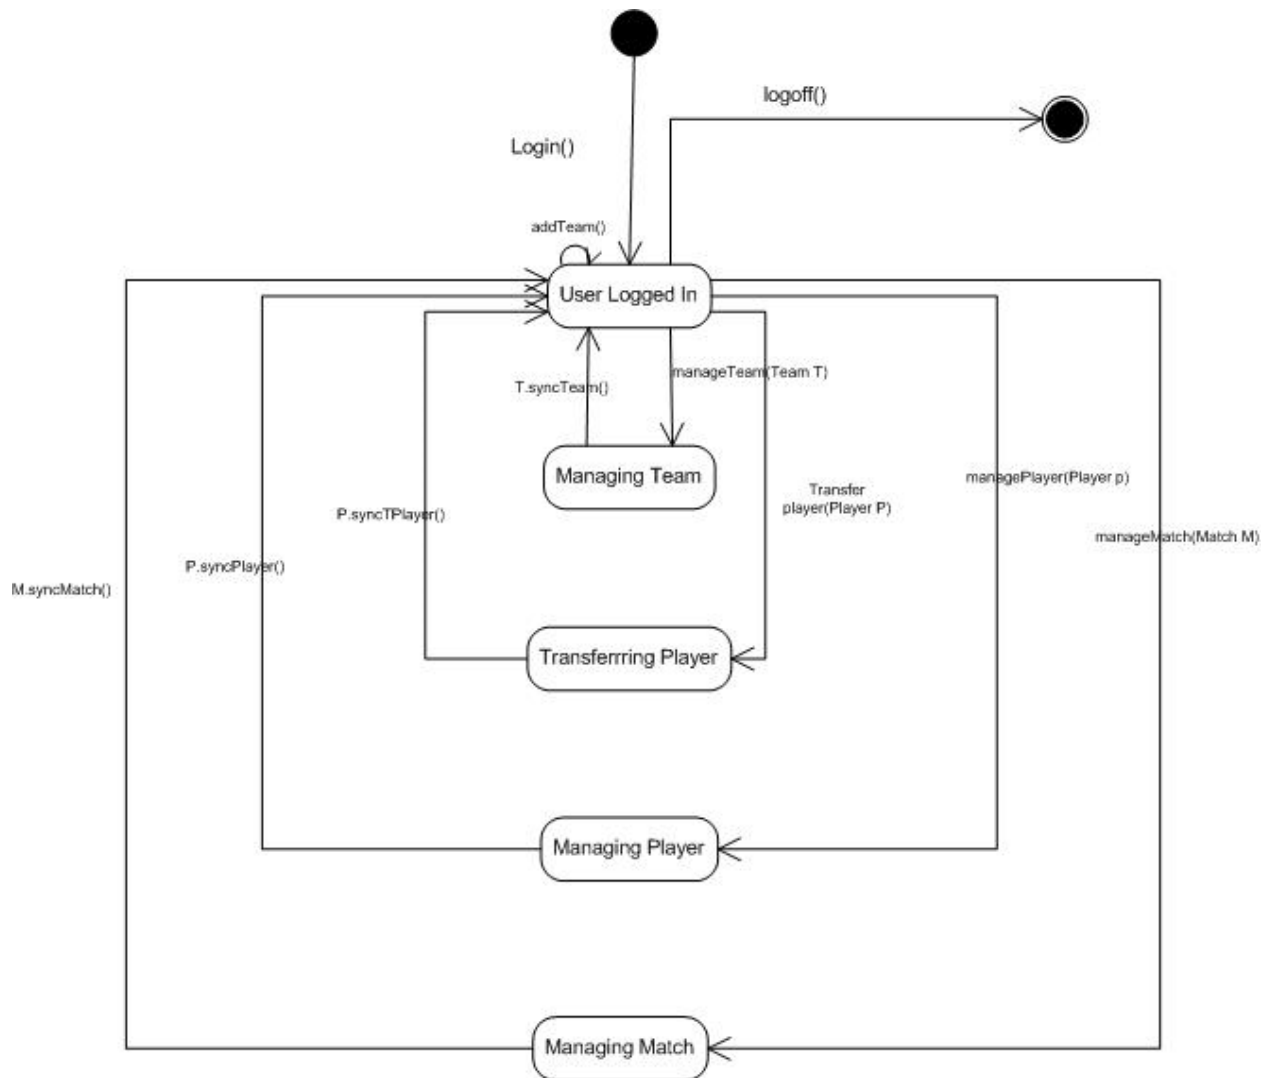 logoff()
Login()
addTeam()
User Logged In
manageTeam(Team T)
T.syncTeam()
Managing Team
managePlayer(Player p)
Transfer
player(Player P)
P.syncTPlayer()
manageMatch(Match M)
P.syncPlayer()
M.syncMatch()
Transferrring Player
Managing Player
Managing Match